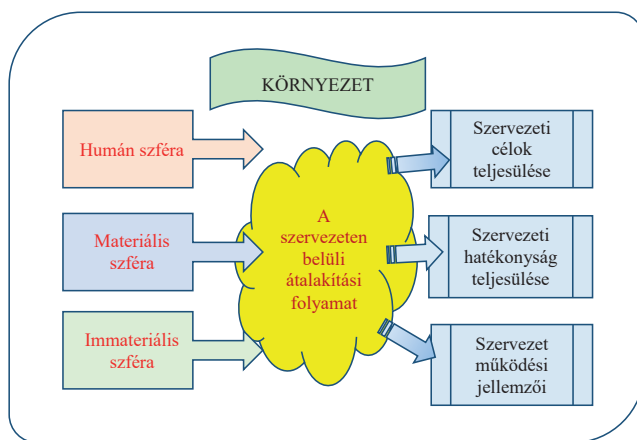 KÖRNYEZET
Humán szféra
Materiális
szféra
Immateriális
szféra
A
szervezeten
belüli
átalakítási
folyamat
Szervezeti
célok
teljesülése
Szervezeti
hatékonyság
teljesülése
Szervezet
működési
jellemzői